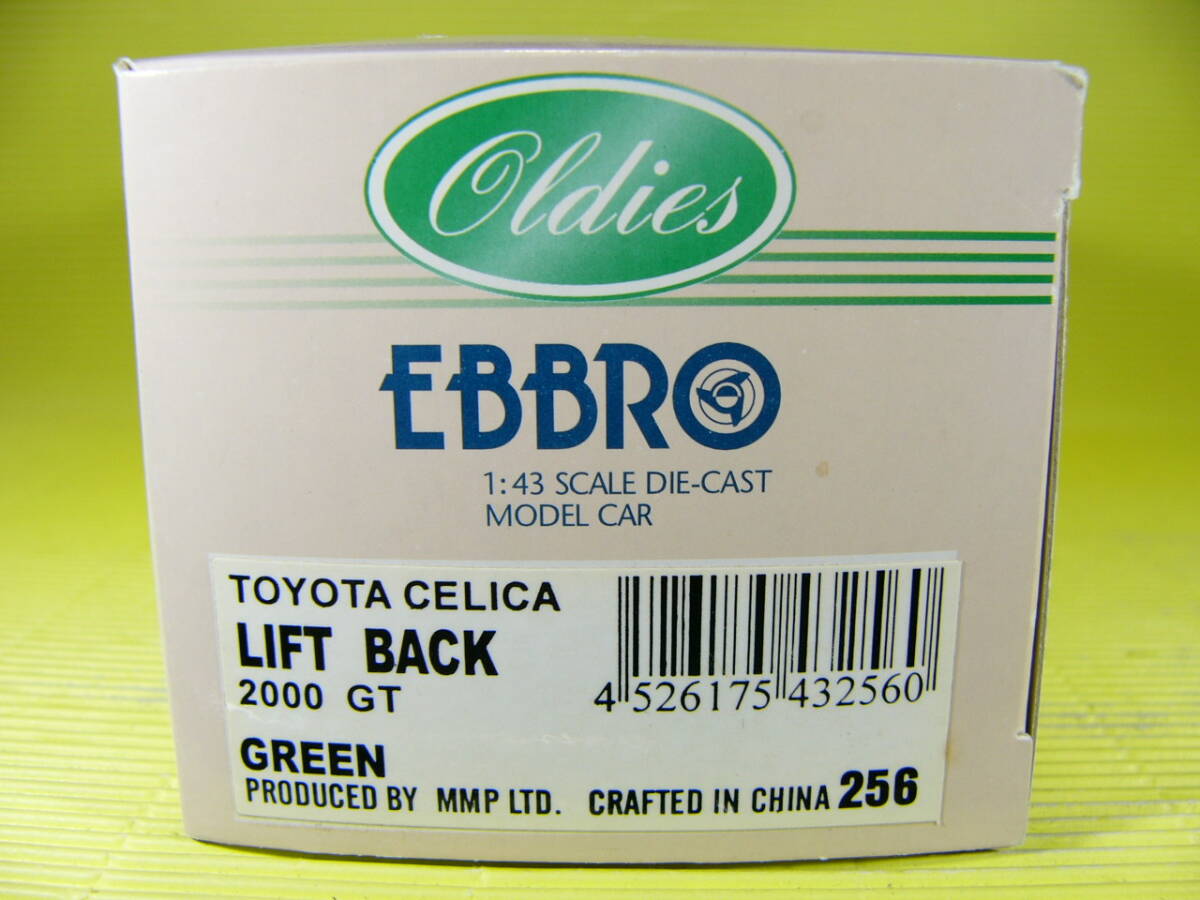 Oldies
EBBRO
1:43 SCALE DIE-CAST
MODEL CAR
TOYOTA CELICA
LIFT BACK
2000 GT
4 526175 432560
GREEN
PRODUCED BY MMP LTD. CRAFTED IN CHINA 256